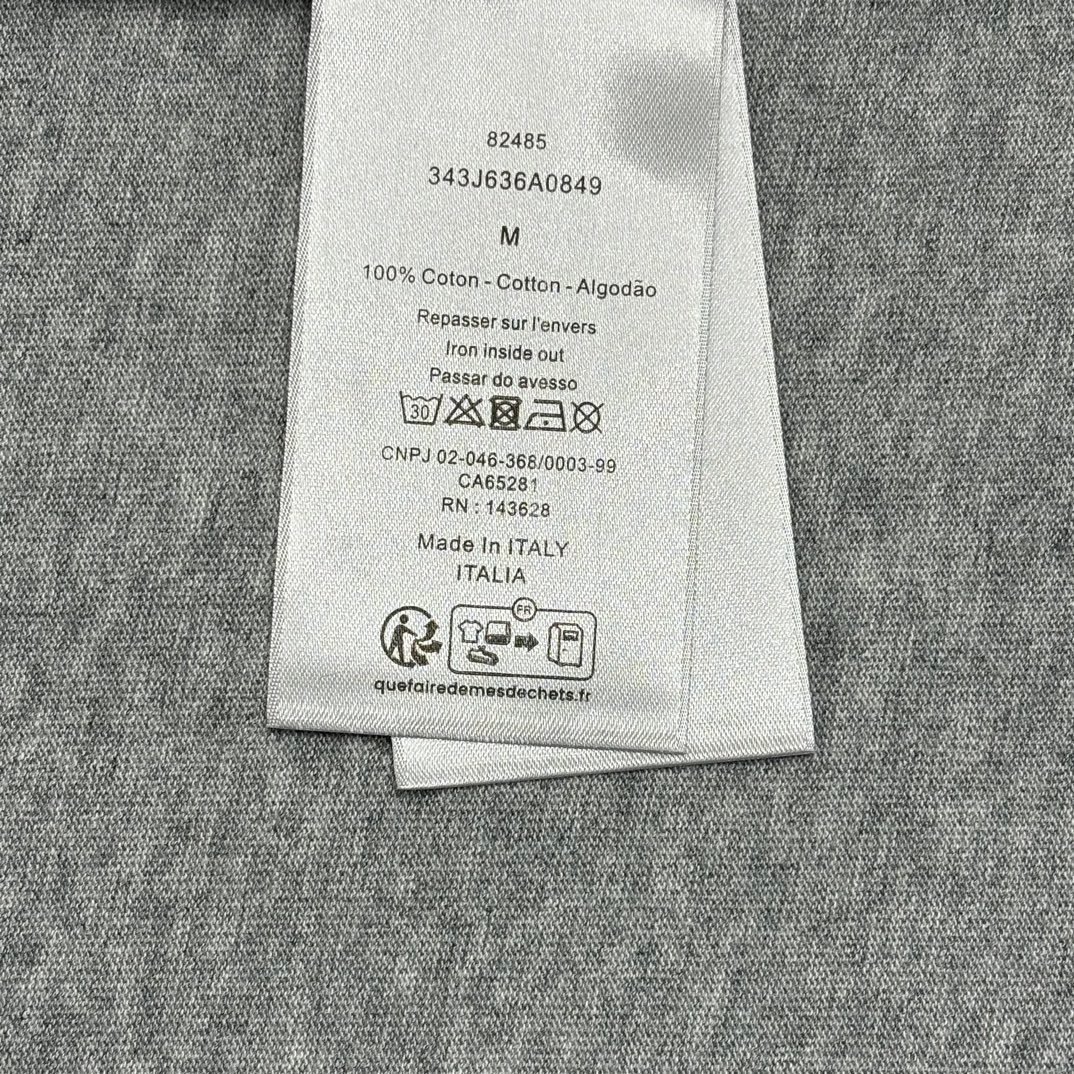 82485
343J636A0849
M
100% Coton - Cotton - Algodão
Repasser sur l'envers
Iron inside out
Passar do avesso
30
CNPJ 02-046-368/0003-99
CA65281
RN : 143628
Made In ITALY
ITALIA
FR
quefairedemesdechets.fr